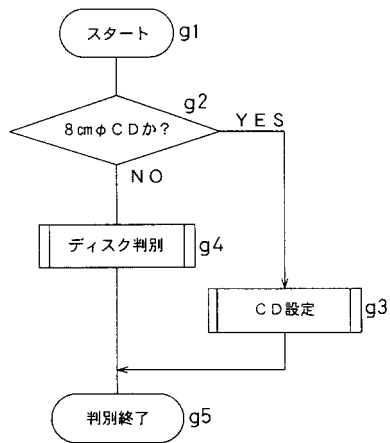 スタート g1
g2
8㎝φCDか?
YES
NO
ディスク判別 g4
CD設定 g3
判別終了 g5